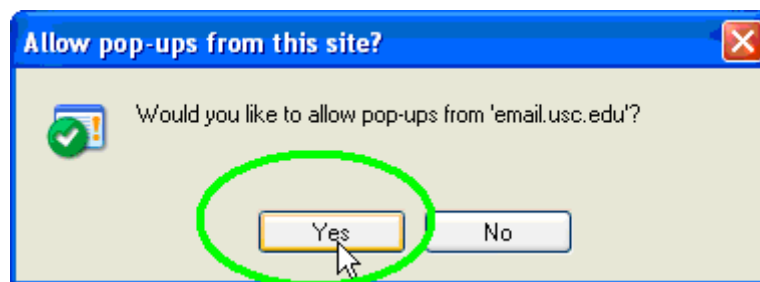 Allow pop-ups from this site?
Would you like to allow pop-ups from 'email.usc.edu'?
Yes No